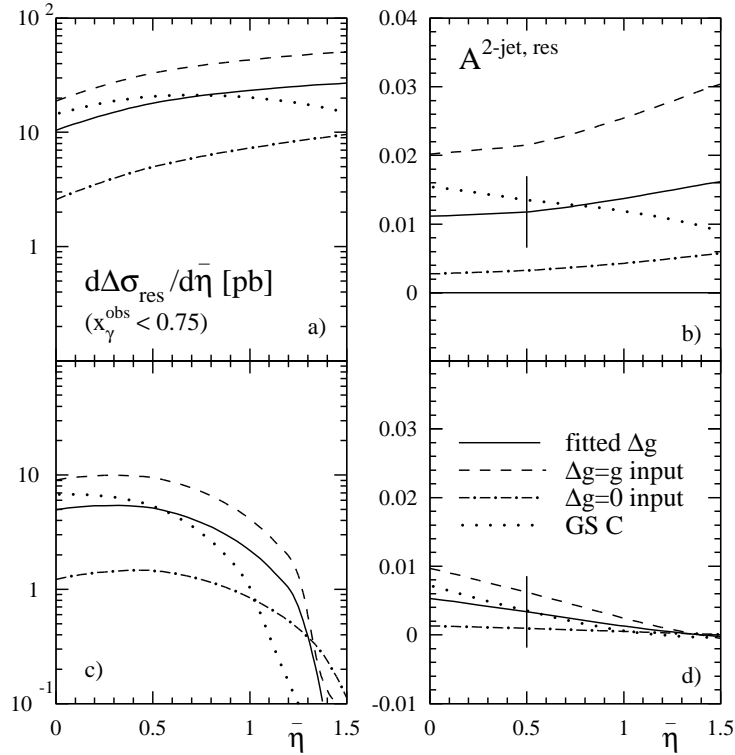 10²
10
1
dΔσ_res /dη̄ [pb]
(x_γ^obs < 0.75)
a)
0.04
A^2-jet, res
0.03
0.02
0.01
0
b)
10
1
10⁻¹
c)
0 0.5 1 1.5
η̄
0.03
0.02
0.01
0
-0.01
fitted Δg
Δg=g input
Δg=0 input
GS C
d)
0 0.5 1 1.5
η̄